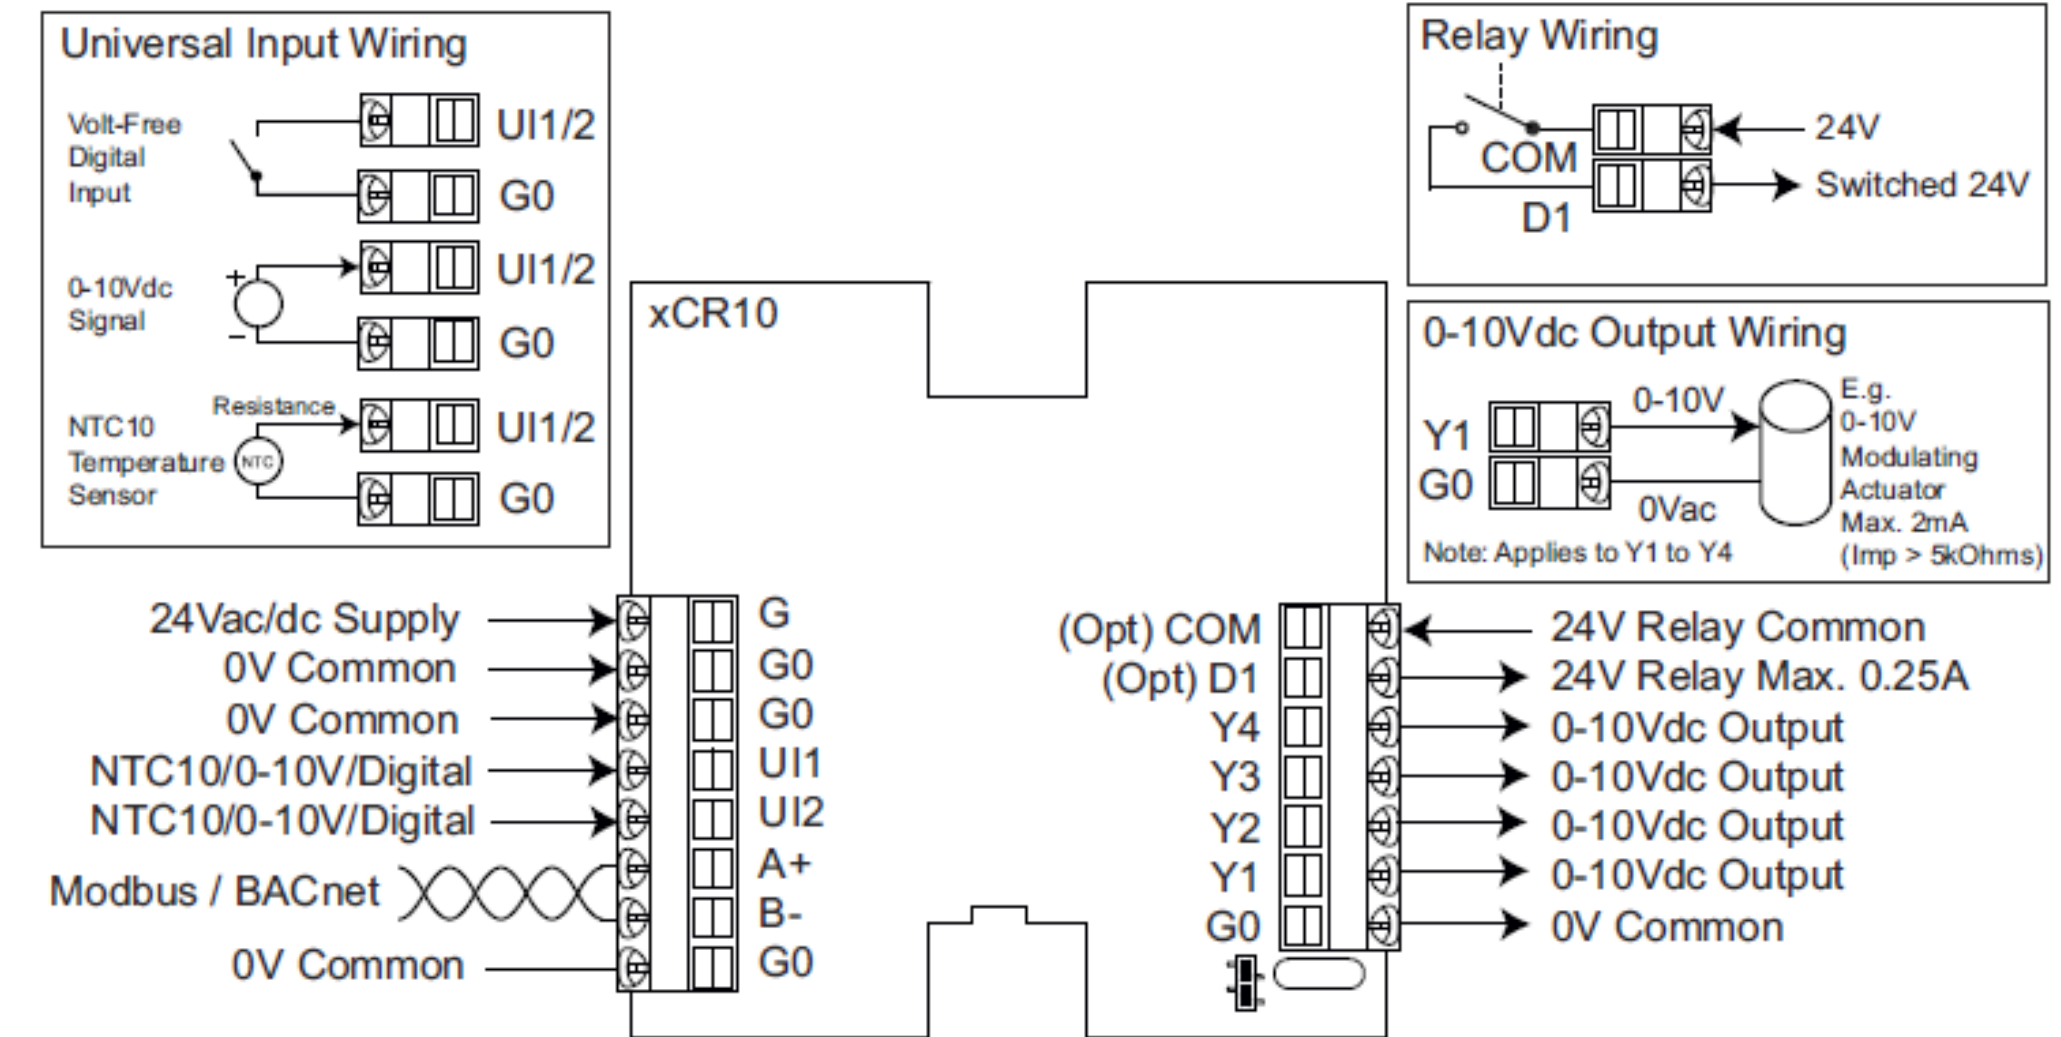 Universal Input Wiring
Volt-Free
Digital
Input
UI1/2
G0
0-10Vdc
Signal
+
−
UI1/2
G0
NTC10
Temperature
Sensor
Resistance
NTC
UI1/2
G0
Relay Wiring
COM
D1
24V
Switched 24V
0-10Vdc Output Wiring
Y1
G0
0-10V
0Vac
E.g.
0-10V
Modulating
Actuator
Max. 2mA
(Imp > 5kOhms)
Note: Applies to Y1 to Y4
xCR10
24Vac/dc Supply G
0V Common G0
0V Common G0
NTC10/0-10V/Digital UI1
NTC10/0-10V/Digital UI2
Modbus / BACnet
A+
B-
0V Common G0
(Opt) COM 24V Relay Common
(Opt) D1 24V Relay Max. 0.25A
Y4 0-10Vdc Output
Y3 0-10Vdc Output
Y2 0-10Vdc Output
Y1 0-10Vdc Output
G0 0V Common